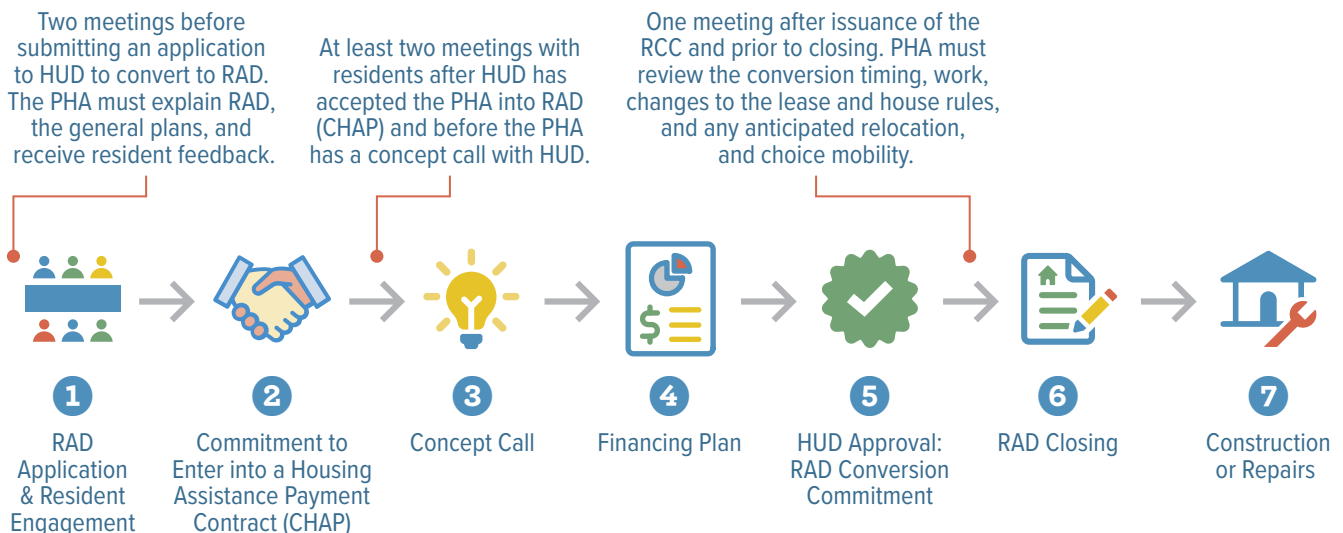 Two meetings before
submitting an application
to HUD to convert to RAD.
The PHA must explain RAD,
the general plans, and
receive resident feedback.
At least two meetings with
residents after HUD has
accepted the PHA into RAD
(CHAP) and before the PHA
has a concept call with HUD.
One meeting after issuance of the
RCC and prior to closing. PHA must
review the conversion timing, work,
changes to the lease and house rules,
and any anticipated relocation,
and choice mobility.
$
1
RAD
Application
& Resident
Engagement
2
Commitment to
Enter into a Housing
Assistance Payment
Contract (CHAP)
3
Concept Call
4
Financing Plan
5
HUD Approval:
RAD Conversion
Commitment
6
RAD Closing
7
Construction
or Repairs